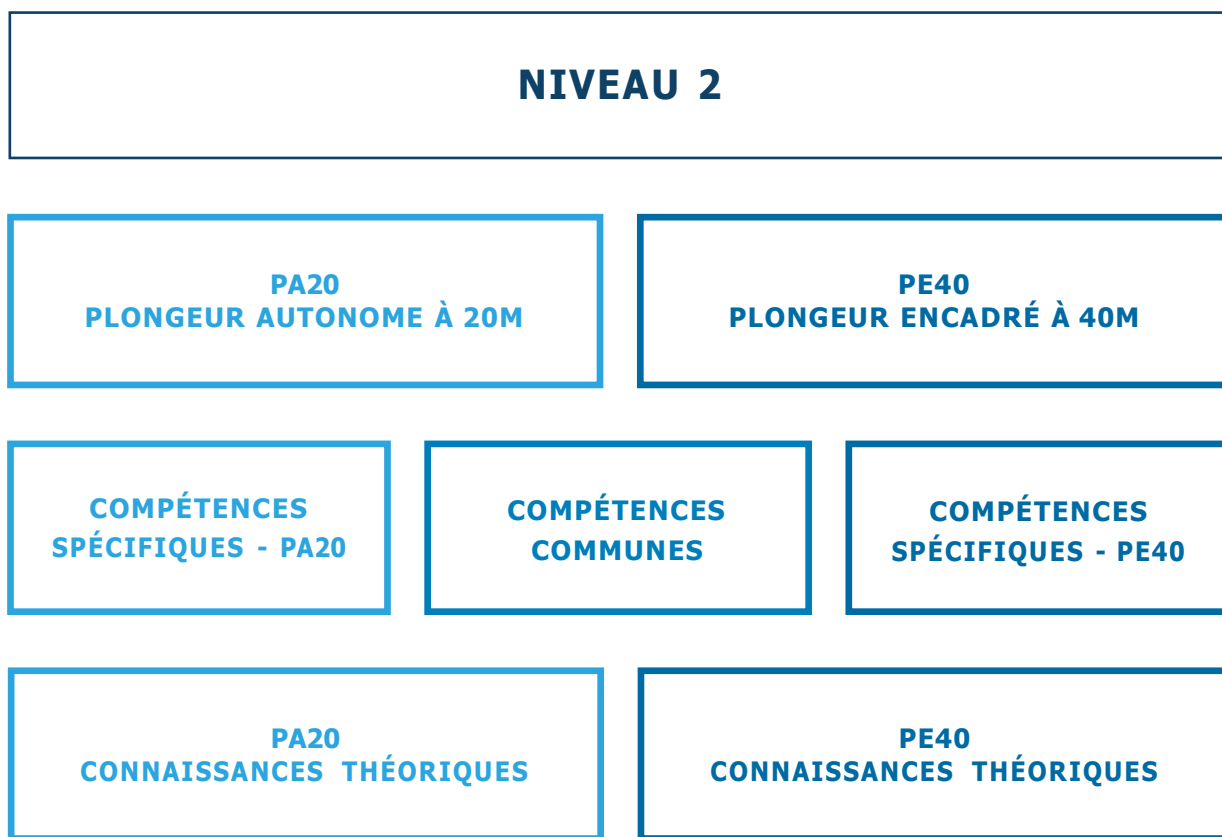 NIVEAU 2
PA20
PLONGEUR AUTONOME À 20M
PE40
PLONGEUR ENCADRÉ À 40M
COMPÉTENCES
SPÉCIFIQUES - PA20
COMPÉTENCES
COMMUNES
COMPÉTENCES
SPÉCIFIQUES - PE40
PA20
CONNAISSANCES THÉORIQUES
PE40
CONNAISSANCES THÉORIQUES